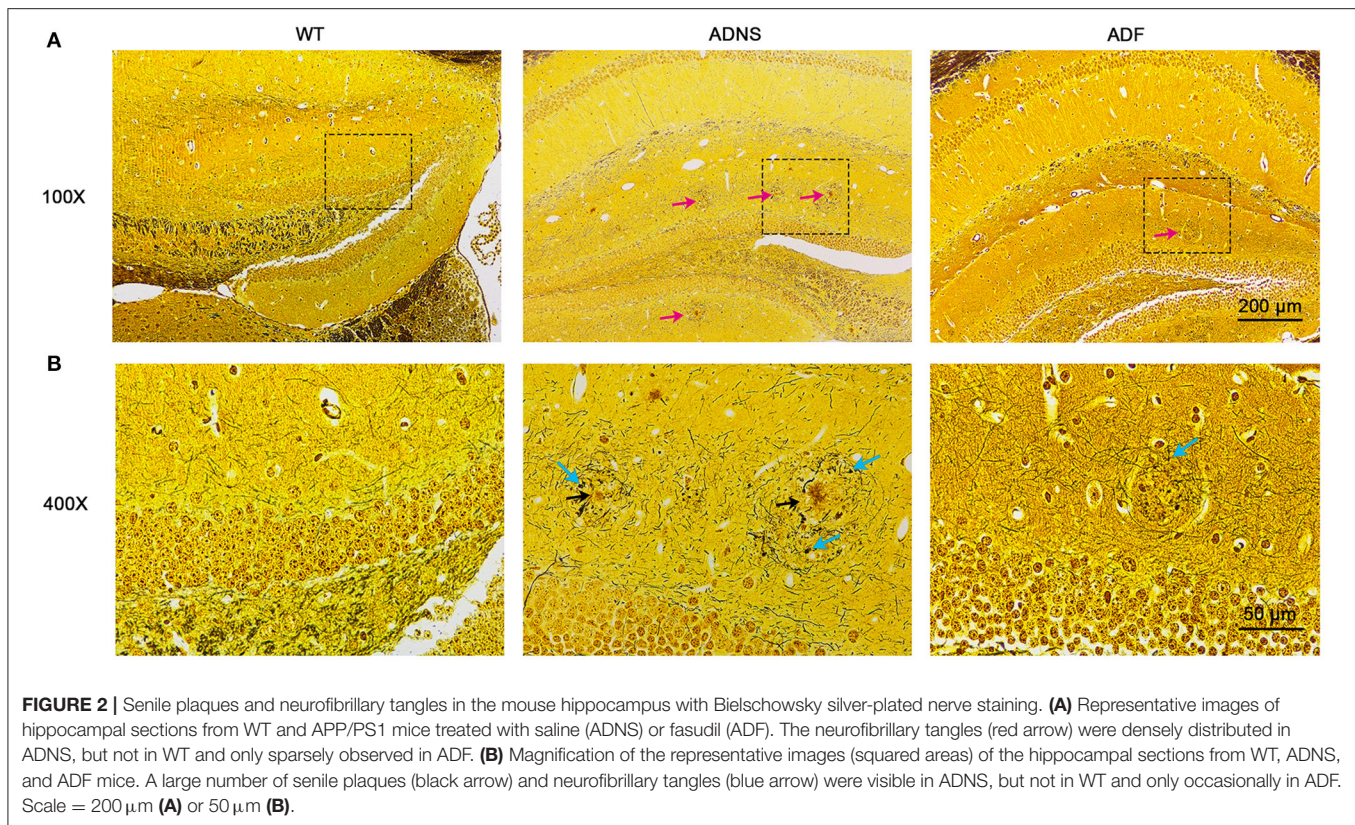 WT
ADNS
ADF
A
100X
200 µm
B
400X
50 µm
FIGURE 2 | Senile plaques and neurofibrillary tangles in the mouse hippocampus with Bielschowsky silver-plated nerve staining. (A) Representative images of
hippocampal sections from WT and APP/PS1 mice treated with saline (ADNS) or fasudil (ADF). The neurofibrillary tangles (red arrow) were densely distributed in
ADNS, but not in WT and only sparsely observed in ADF. (B) Magnification of the representative images (squared areas) of the hippocampal sections from WT, ADNS,
and ADF mice. A large number of senile plaques (black arrow) and neurofibrillary tangles (blue arrow) were visible in ADNS, but not in WT and only occasionally in ADF.
Scale = 200 µm (A) or 50 µm (B).